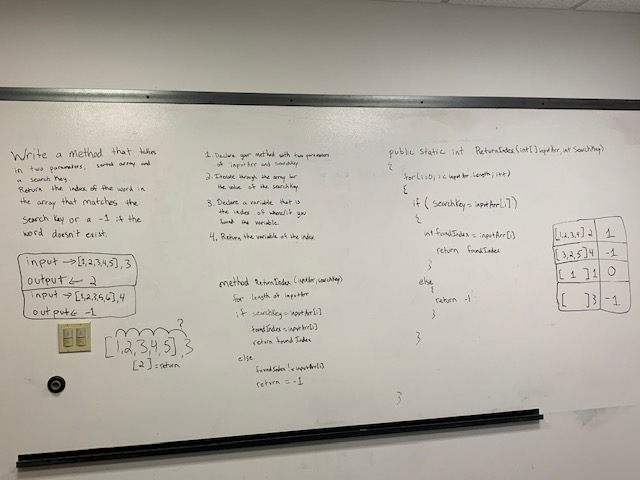 Write a method that takes
in two parameters, sorted array and
a search key.
Return the index of the word in
the array that matches the
search key or a -1 if the
word doesn't exist.
input → [1,2,3,4,5], 3
output ← 2
input → [1,2,3,5,6], 4
output ← -1
?
[1,2,3,4,5], 3
[2] = return
1. Declare your method with two parameters
of inputArr and searchKey
2. Iterate through the array for
the value of the searchKey.
3. Declare a variable that is
the index of where/if you
found the variable.
4. Return the variable of the index
method ReturnIndex (inputArr, searchKey)
for length of inputArr
if searchKey = inputArr[i]
foundIndex = inputArr[i]
return foundIndex
else
foundIndex != inputArr[i]
return = -1
public static int ReturnIndex (int[] inputArr, int SearchKey)
{
for (i=0; i < inputArr.length; i++)
{
if ( searchKey = inputArr[i])
{
int foundIndex = inputArr[i]
return foundIndex
}
else
{
return -1
}
}
}
[1,2,3,4] 2 1
[3,2,5] 4 -1
[ 1 ] 1 0
[ ] 3 -1